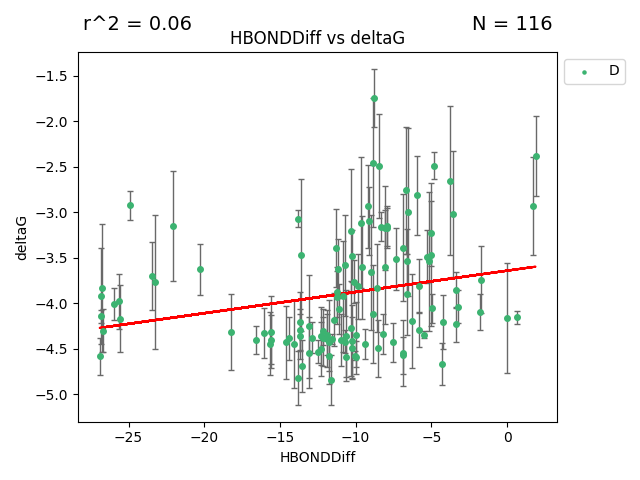 r^2 = 0.06
N = 116
HBONDDiff vs deltaG
D
deltaG
−1.5
−2.0
−2.5
−3.0
−3.5
−4.0
−4.5
−5.0
−25
−20
−15
−10
−5
0
HBONDDiff